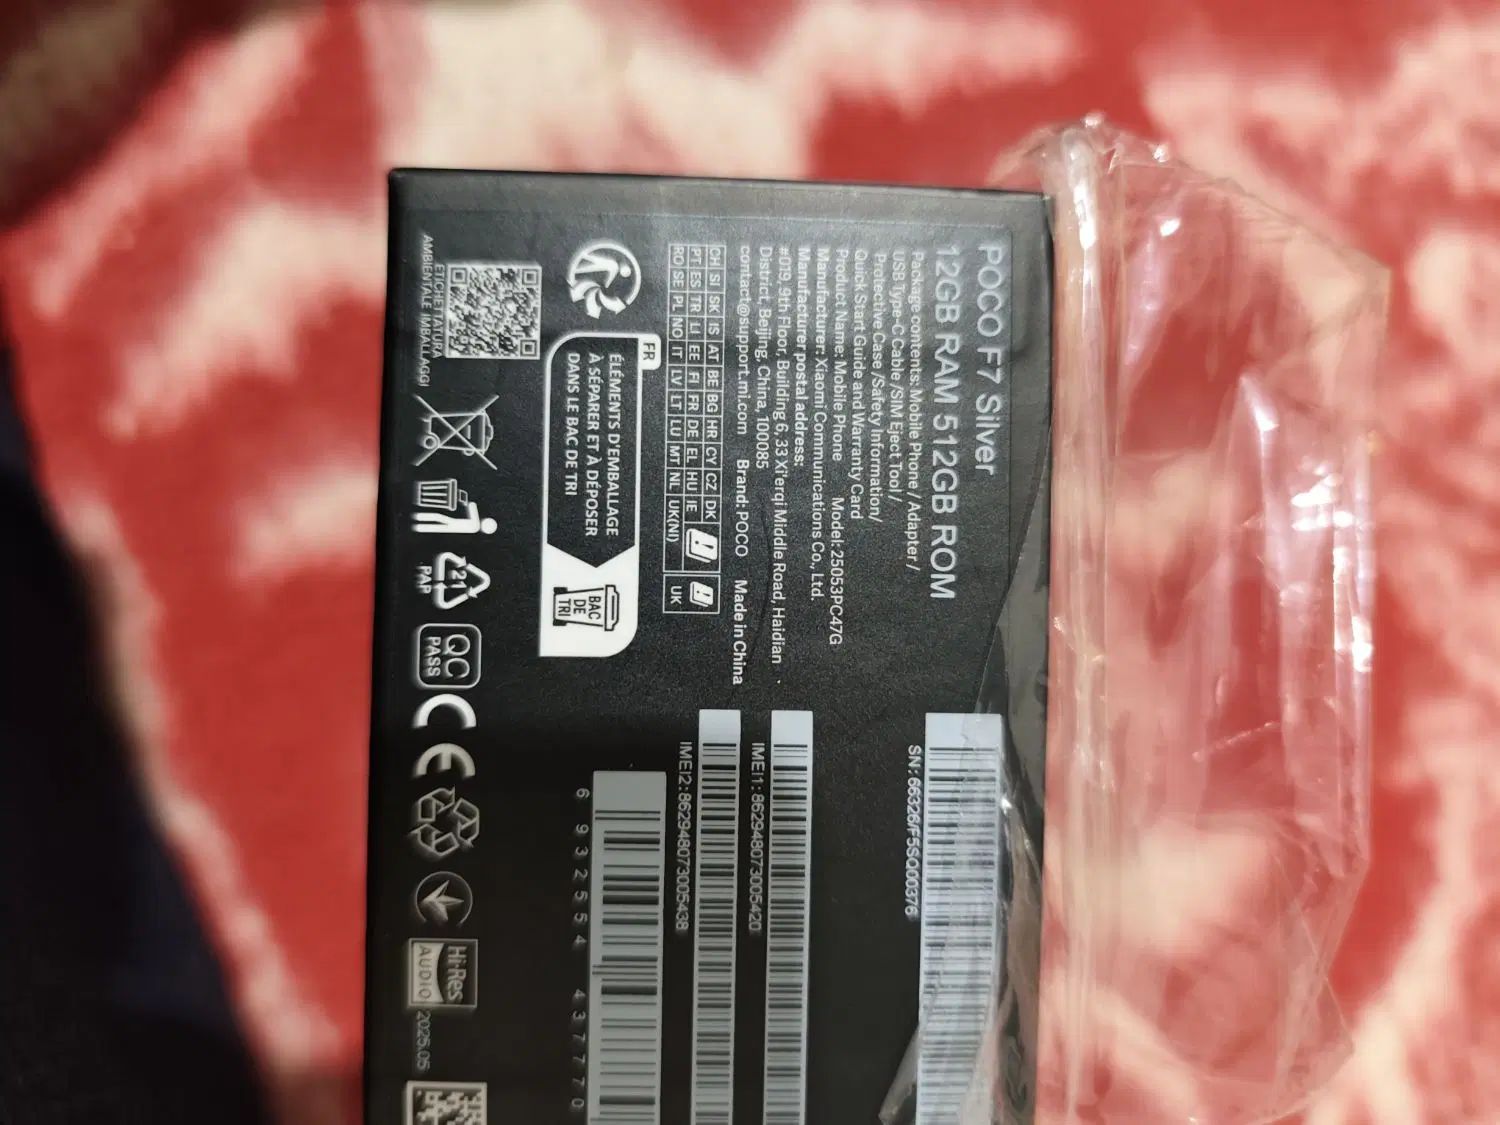 POCO F7 Silver
12GB RAM 512GB ROM
Package contents: Mobile Phone / Adapter /
USB Type-C Cable / SIM Eject Tool /
Protective Case / Safety Information/
Quick Start Guide and Warranty Card
Product Name: Mobile Phone Model: 25053PC47G
Manufacturer: Xiaomi Communications Co., Ltd.
Manufacturer postal address:
#019, 9th Floor, Building 6, 33 Xi'erqi Middle Road, Haidian
District, Beijing, China, 100085
contact@support.mi.com Brand: POCO Made in China
CH SI SK IS AT BE BG HR CY CZ DK
PT ES TR LI EE FI FR DE EL HU IE
RO SE PL NO IT LV LT LU MT NL UK(NI) UK
FR
ÉLÉMENTS D'EMBALLAGE
À SÉPARER ET À DÉPOSER
DANS LE BAC DE TRI
BAC
DE
TRI
ETICHETTATURA
AMBIENTALE IMBALLAGGI
21
PAP
QC
PASS
CE
Hi-Res
AUDIO
2025.05
SN: 66326/F5SQ00376
IMEI1: 862948073005420
IMEI2: 862948073005438
6 932554 437770